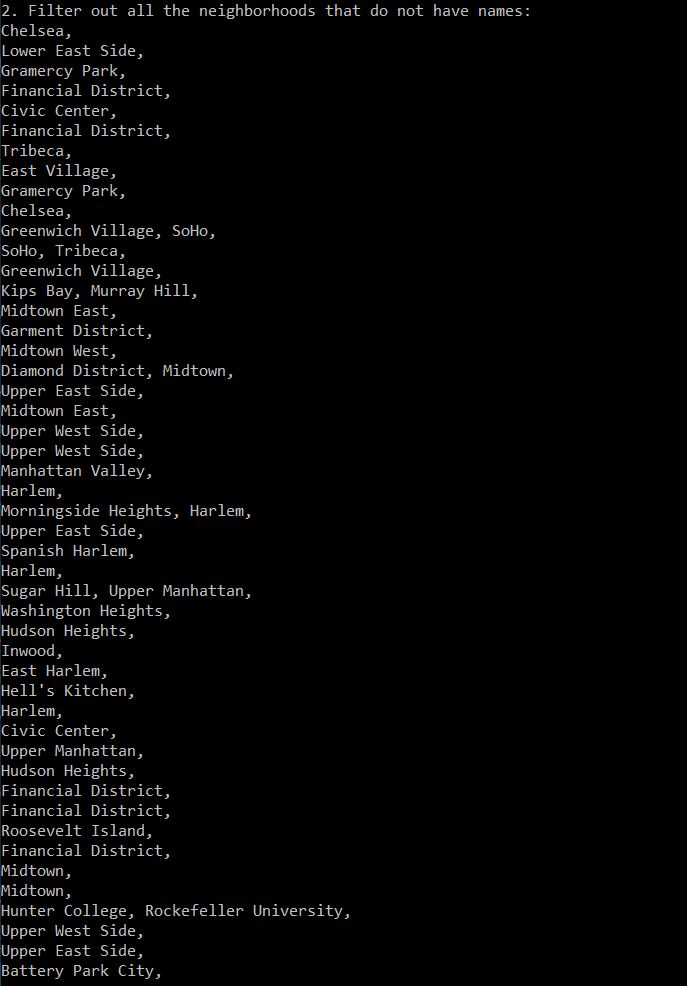 2. Filter out all the neighborhoods that do not have names:
Chelsea,
Lower East Side,
Gramercy Park,
Financial District,
Civic Center,
Financial District,
Tribeca,
East Village,
Gramercy Park,
Chelsea,
Greenwich Village, SoHo,
SoHo, Tribeca,
Greenwich Village,
Kips Bay, Murray Hill,
Midtown East,
Garment District,
Midtown West,
Diamond District, Midtown,
Upper East Side,
Midtown East,
Upper West Side,
Upper West Side,
Manhattan Valley,
Harlem,
Morningside Heights, Harlem,
Upper East Side,
Spanish Harlem,
Harlem,
Sugar Hill, Upper Manhattan,
Washington Heights,
Hudson Heights,
Inwood,
East Harlem,
Hell's Kitchen,
Harlem,
Civic Center,
Upper Manhattan,
Hudson Heights,
Financial District,
Financial District,
Roosevelt Island,
Financial District,
Midtown,
Midtown,
Hunter College, Rockefeller University,
Upper West Side,
Upper East Side,
Battery Park City,